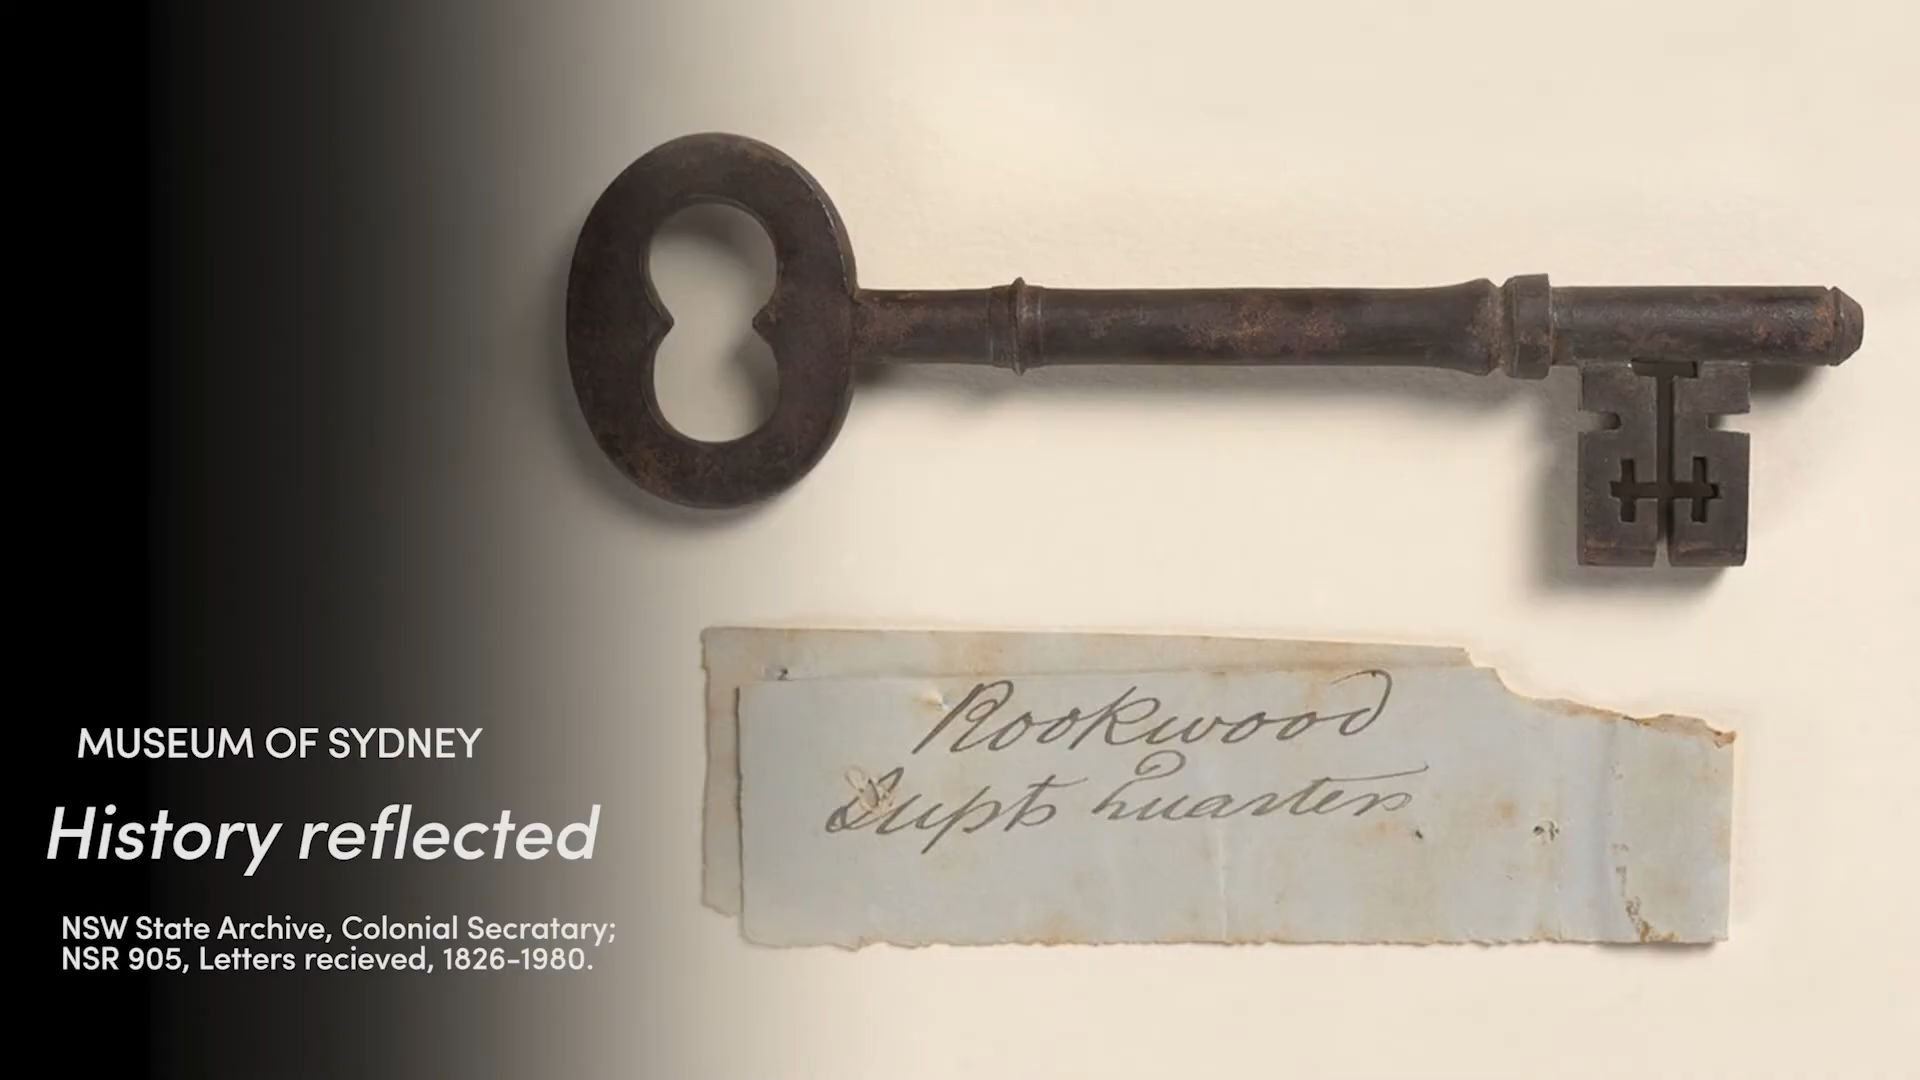 MUSEUM OF SYDNEY
History reflected
NSW State Archive, Colonial Secratary;
NSR 905, Letters recieved, 1826-1980.
Rookwood
Supts Quarters